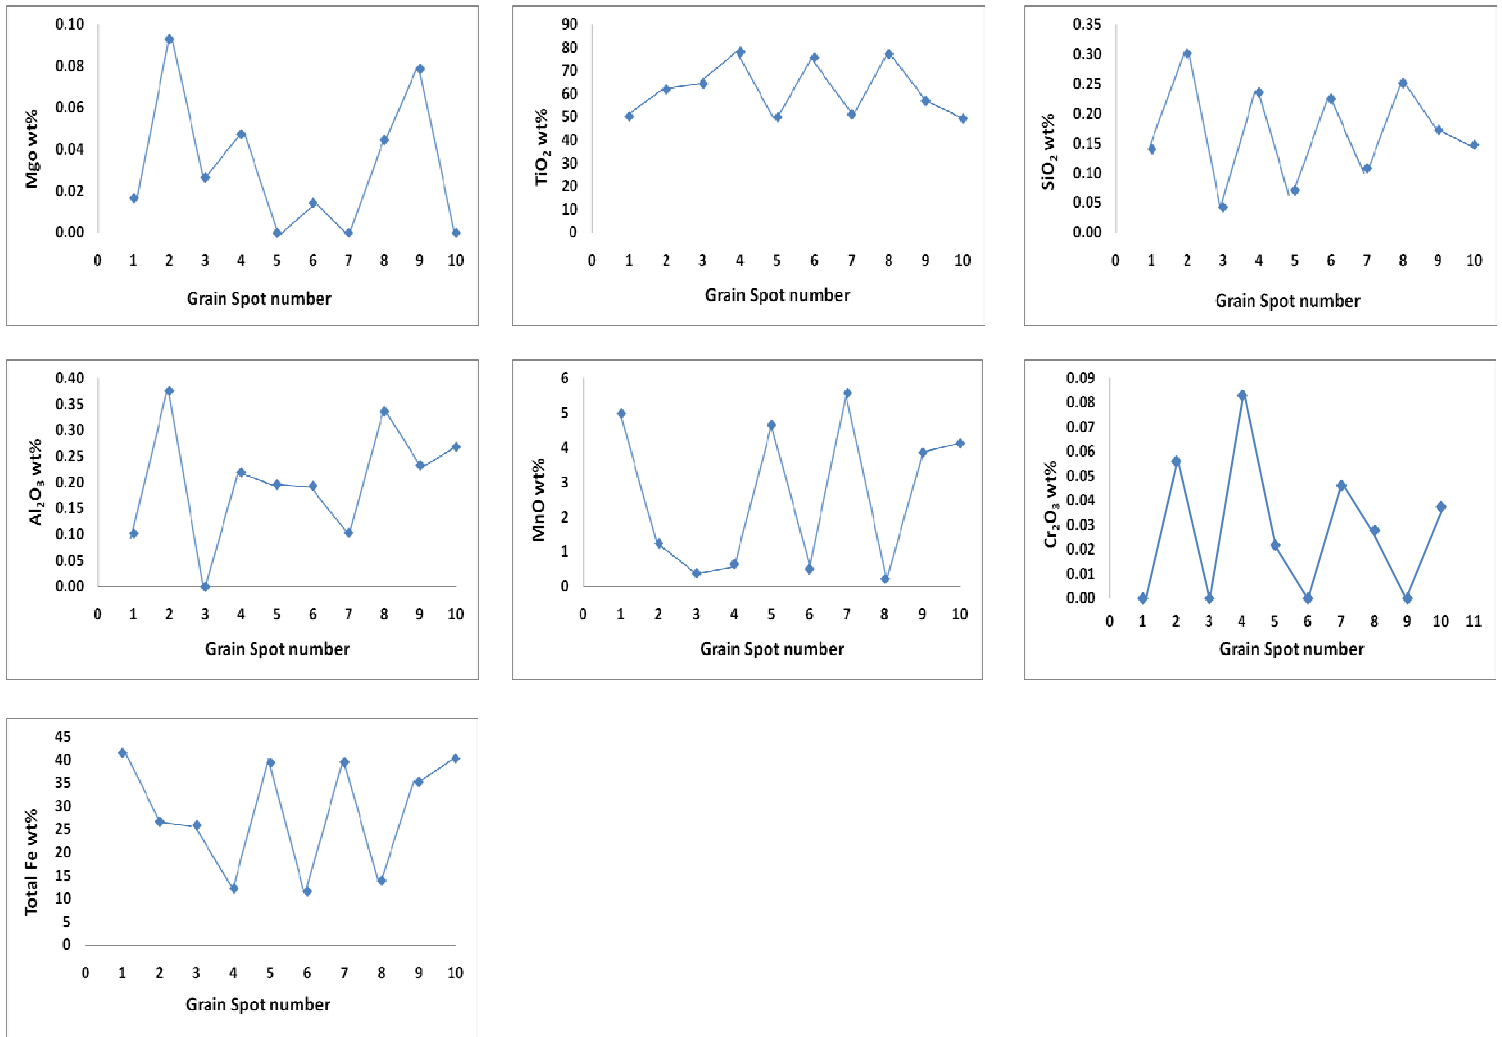 Mgo wt%
0.10
0.08
0.06
0.04
0.02
0.00
0 1 2 3 4 5 6 7 8 9 10
Grain Spot number
TiO₂ wt%
90
80
70
60
50
40
30
20
10
0
0 1 2 3 4 5 6 7 8 9 10
Grain Spot number
SiO₂ wt%
0.35
0.30
0.25
0.20
0.15
0.10
0.05
0.00
0 1 2 3 4 5 6 7 8 9 10
Grain Spot number
Al₂O₃ wt%
0.40
0.35
0.30
0.25
0.20
0.15
0.10
0.05
0.00
0 1 2 3 4 5 6 7 8 9 10
Grain Spot number
MnO wt%
6
5
4
3
2
1
0
0 1 2 3 4 5 6 7 8 9 10
Grain Spot number
Cr₂O₃ wt%
0.09
0.08
0.07
0.06
0.05
0.04
0.03
0.02
0.01
0.00
0 1 2 3 4 5 6 7 8 9 10 11
Grain Spot number
Total Fe wt%
45
40
35
30
25
20
15
10
5
0
0 1 2 3 4 5 6 7 8 9 10
Grain Spot number